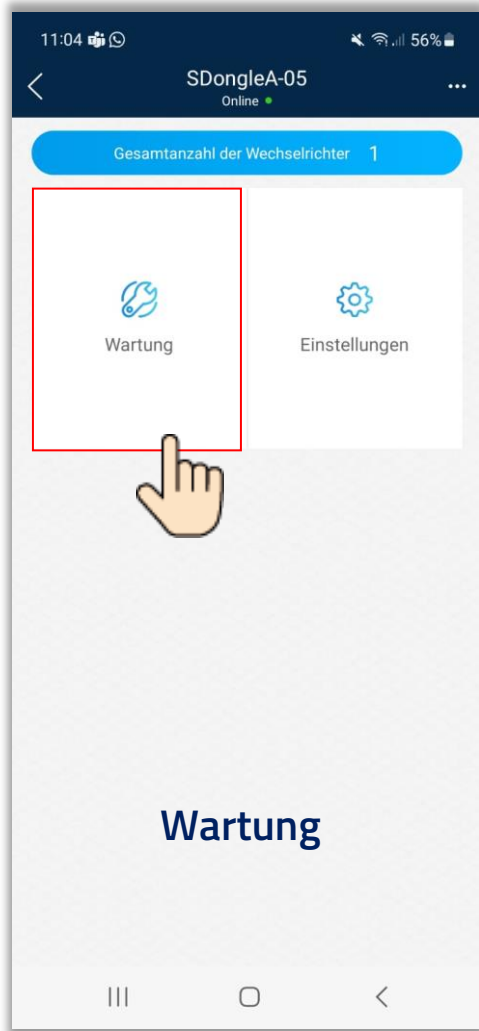 11:04 56%
SDongleA-05
Online
Gesamtanzahl der Wechselrichter 1
Wartung Einstellungen
Wartung